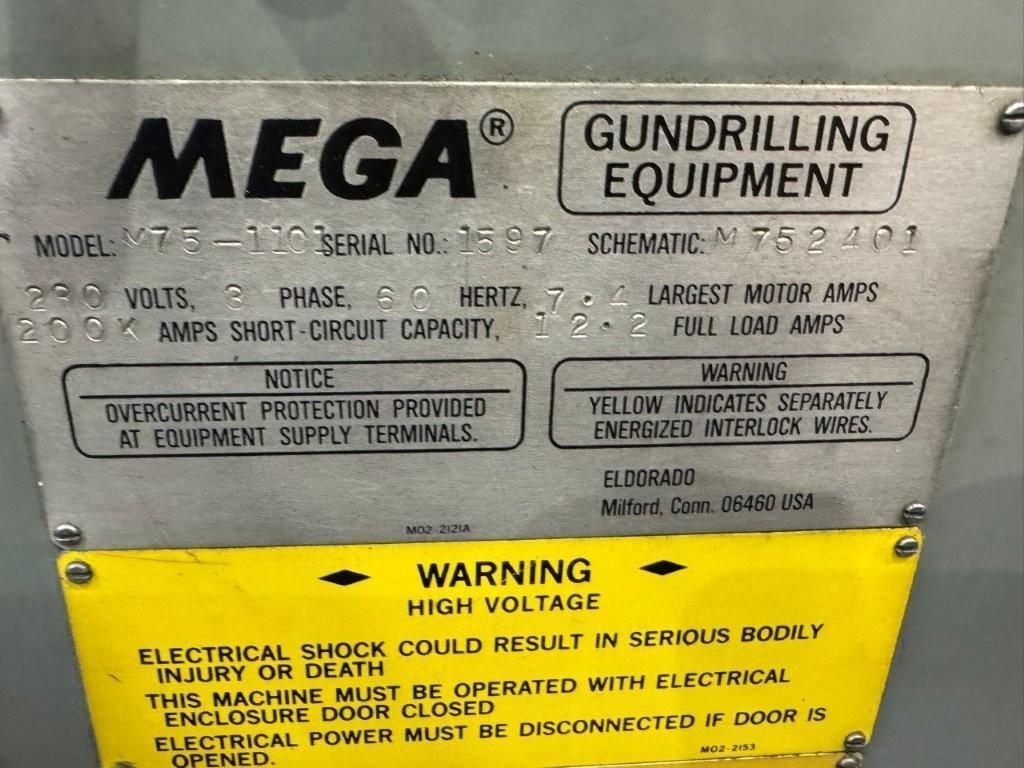 MEGA®
GUNDRILLING
EQUIPMENT
MODEL: M75-1101 SERIAL NO.: 1597 SCHEMATIC: M752401
230 VOLTS, 3 PHASE, 60 HERTZ, 7.4 LARGEST MOTOR AMPS
200K AMPS SHORT-CIRCUIT CAPACITY, 12.2 FULL LOAD AMPS
NOTICE
OVERCURRENT PROTECTION PROVIDED
AT EQUIPMENT SUPPLY TERMINALS.
WARNING
YELLOW INDICATES SEPARATELY
ENERGIZED INTERLOCK WIRES.
ELDORADO
Milford, Conn. 06460 USA
M02-2121A
WARNING
HIGH VOLTAGE
ELECTRICAL SHOCK COULD RESULT IN SERIOUS BODILY
INJURY OR DEATH
THIS MACHINE MUST BE OPERATED WITH ELECTRICAL
ENCLOSURE DOOR CLOSED
ELECTRICAL POWER MUST BE DISCONNECTED IF DOOR IS
OPENED.
M02-2153